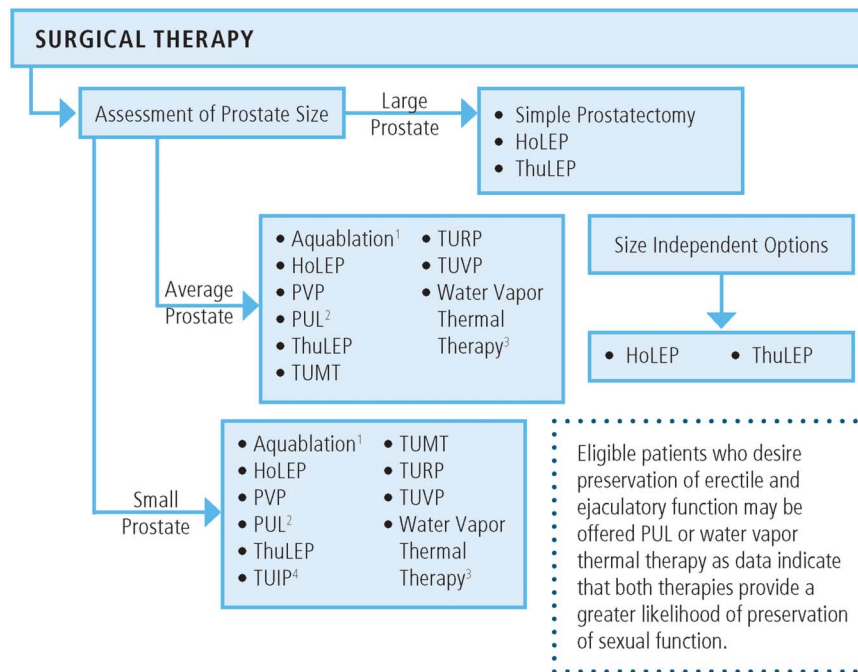 SURGICAL THERAPY
Assessment of Prostate Size
Large
Prostate
• Simple Prostatectomy
• HoLEP
• ThuLEP
Average
Prostate
• Aquablation¹
• HoLEP
• PVP
• PUL²
• ThuLEP
• TUMT
• TURP
• TUVP
• Water Vapor
Thermal
Therapy³
Size Independent Options
• HoLEP • ThuLEP
Small
Prostate
• Aquablation¹
• HoLEP
• PVP
• PUL²
• ThuLEP
• TUIP⁴
• TUMT
• TURP
• TUVP
• Water Vapor
Thermal
Therapy³
Eligible patients who desire
preservation of erectile and
ejaculatory function may be
offered PUL or water vapor
thermal therapy as data indicate
that both therapies provide a
greater likelihood of preservation
of sexual function.